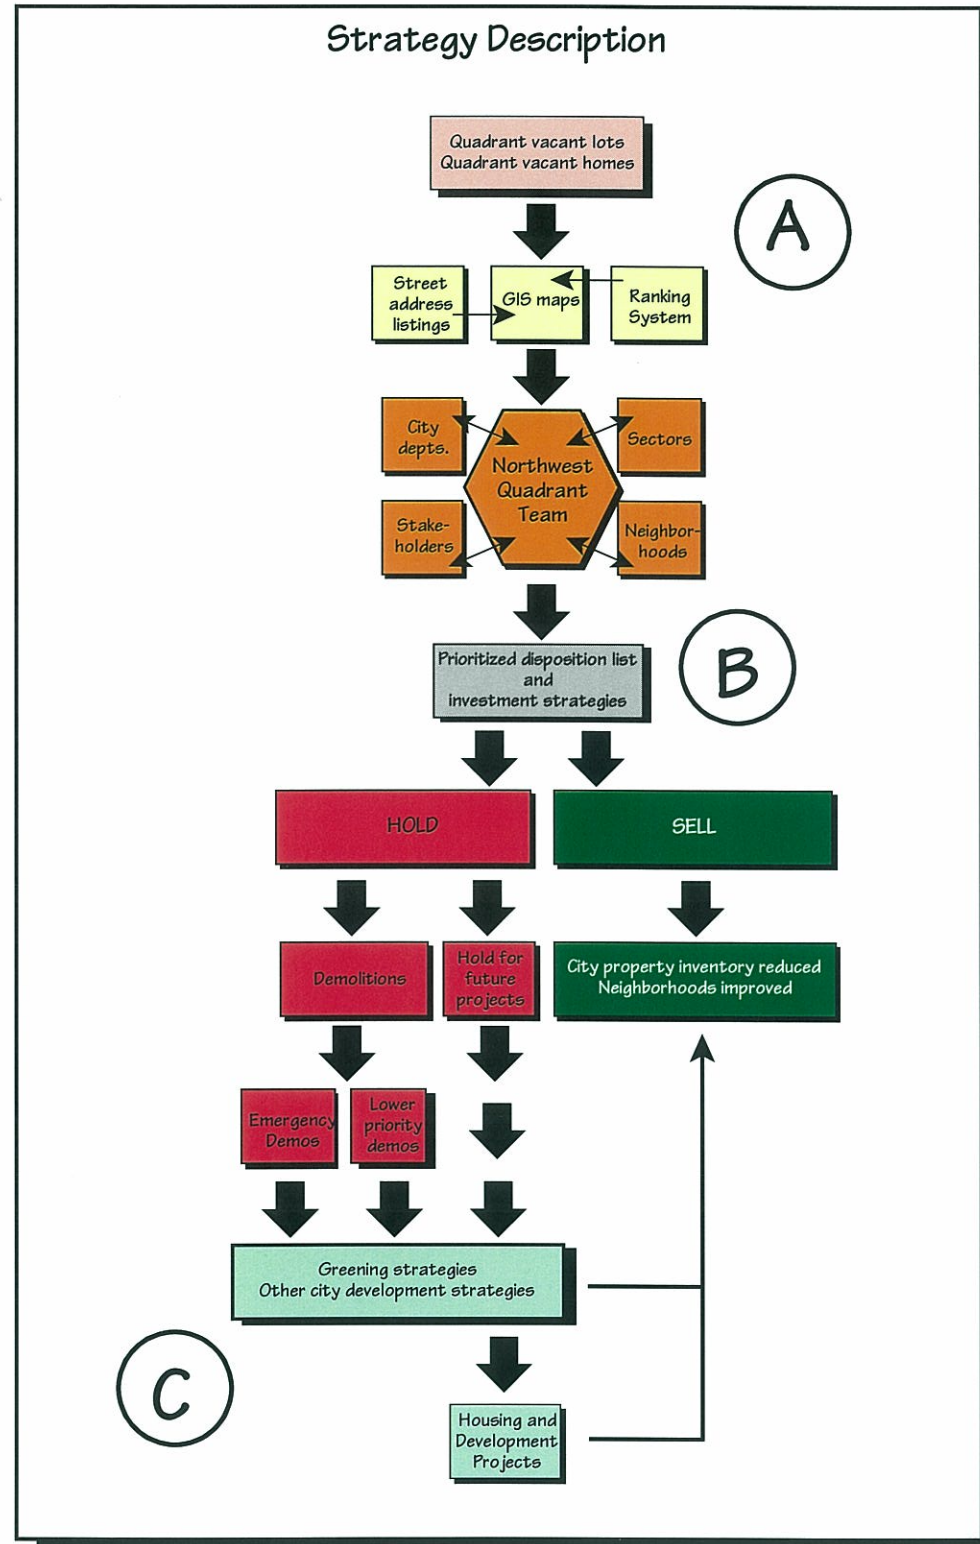 Strategy Description
Quadrant vacant lots
Quadrant vacant homes
A
Street
address
listings
GIS maps
Ranking
System
City
depts.
Sectors
Northwest
Quadrant
Team
Stake-
holders
Neighbor-
hoods
B
Prioritized disposition list
and
investment strategies
HOLD
SELL
Demolitions
Hold for
future
projects
City property inventory reduced
Neighborhoods improved
Emergency
Demos
Lower
priority
demos
Greening strategies
Other city development strategies
C
Housing and
Development
Projects